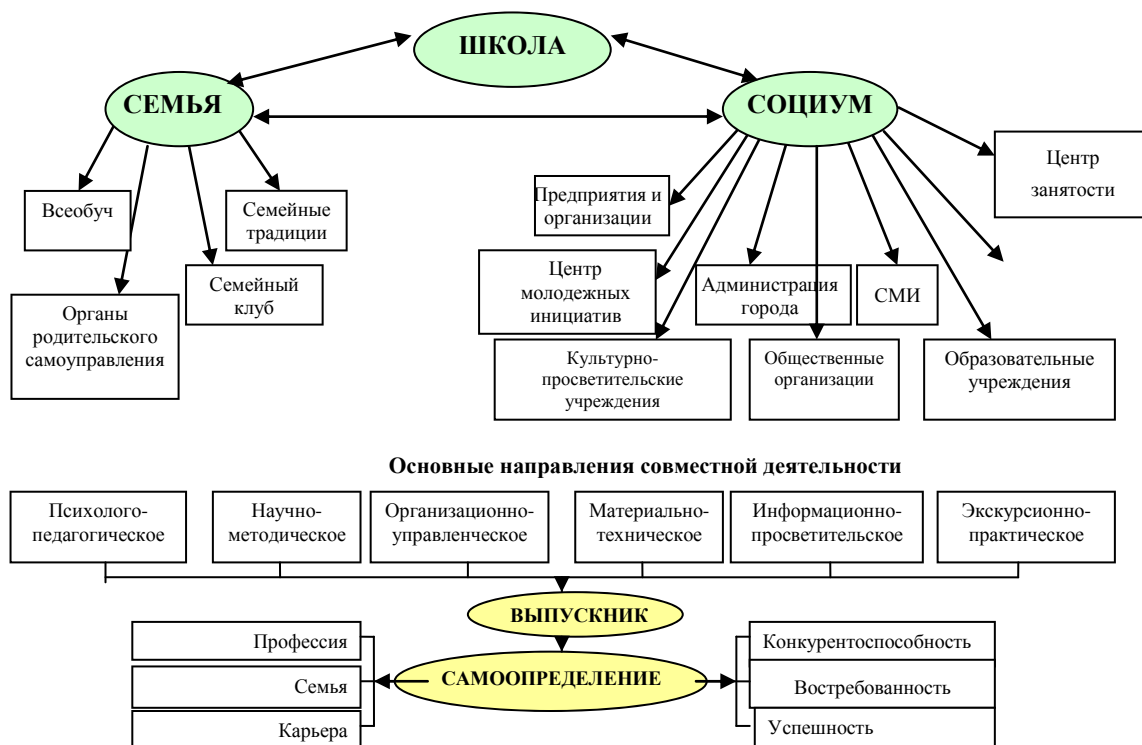 ШКОЛА
СЕМЬЯ
СОЦИУМ
Центр
занятости
Всеобуч
Семейные
традиции
Предприятия и
организации
Органы
родительского
самоуправления
Семейный
клуб
Центр
молодежных
инициатив
Администрация
города
СМИ
Культурно-
просветительские
учреждения
Общественные
организации
Образовательные
учреждения
Основные направления совместной деятельности
Психолого-
педагогическое
Научно-
методическое
Организационно-
управленческое
Материально-
техническое
Информационно-
просветительское
Экскурсионно-
практическое
ВЫПУСКНИК
САМООПРЕДЕЛЕНИЕ
Профессия
Семья
Карьера
Конкурентоспособность
Востребованность
Успешность